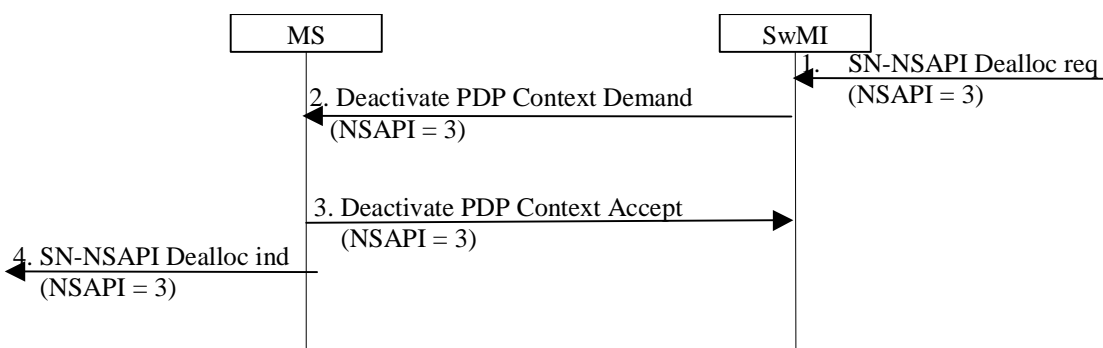 MS
SwMI
1. SN-NSAPI Dealloc req
(NSAPI = 3)
2. Deactivate PDP Context Demand
(NSAPI = 3)
3. Deactivate PDP Context Accept
(NSAPI = 3)
4. SN-NSAPI Dealloc ind
(NSAPI = 3)